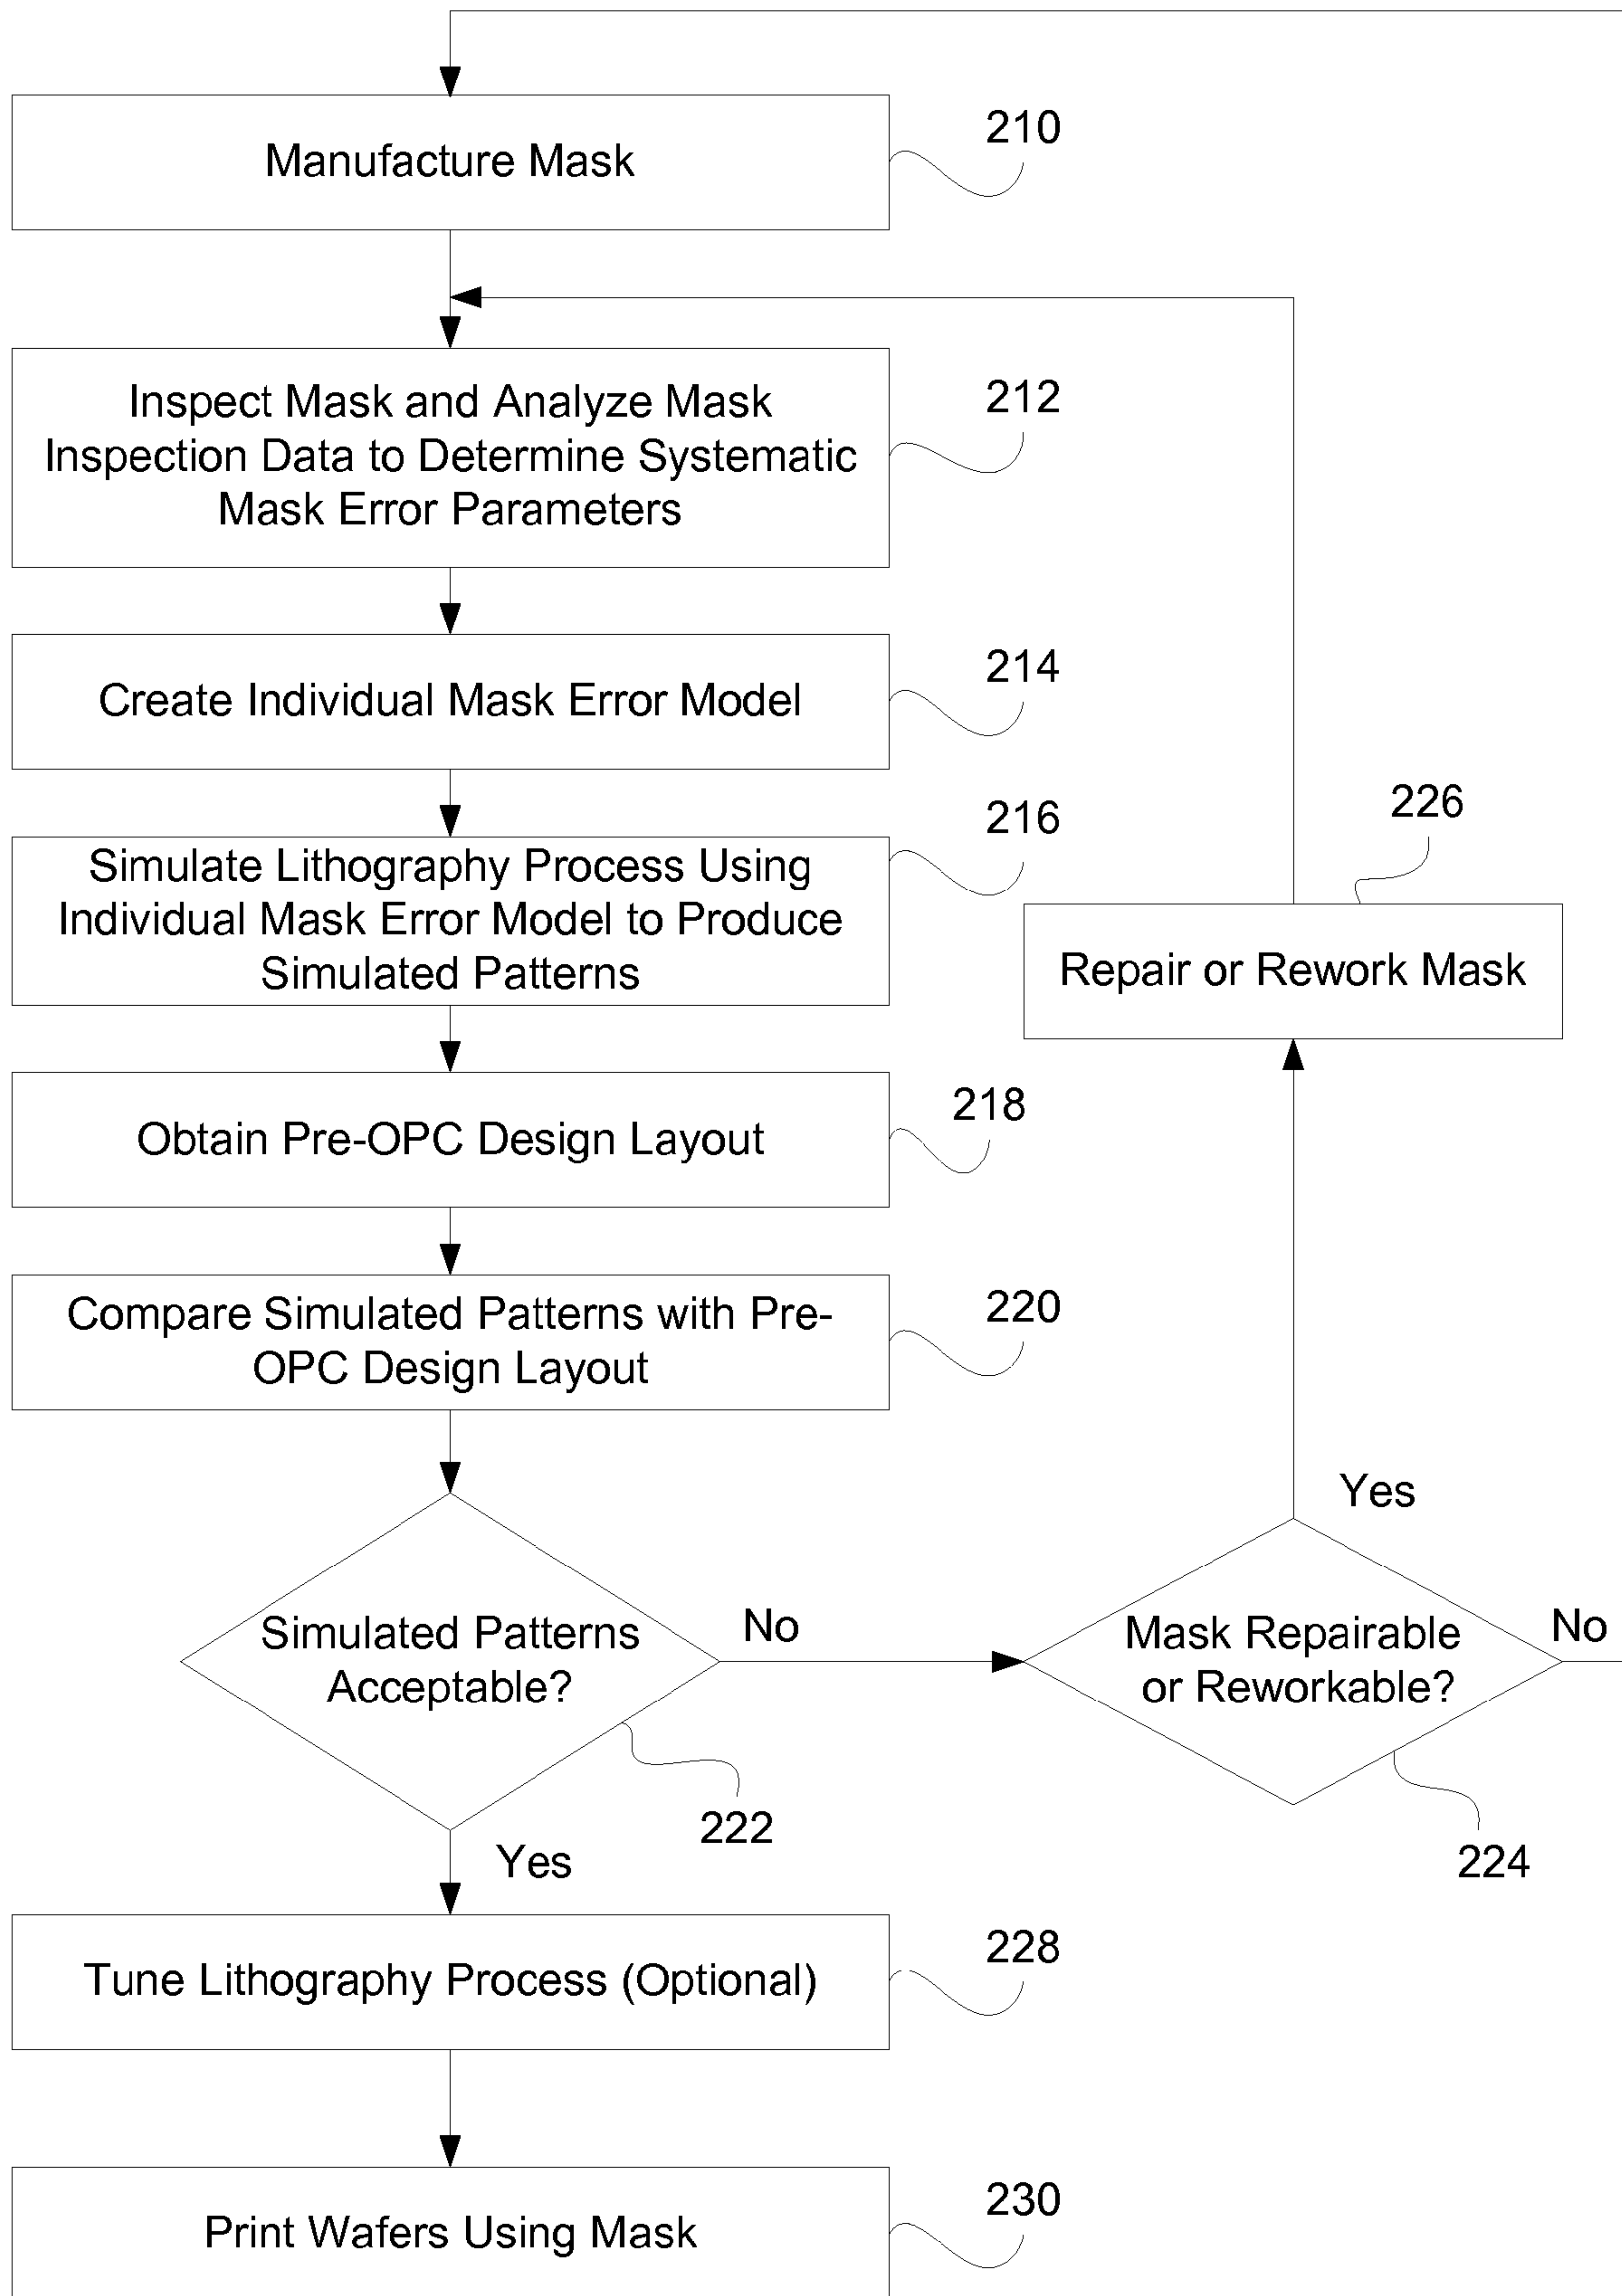 Manufacture Mask
210
Inspect Mask and Analyze Mask
Inspection Data to Determine Systematic
Mask Error Parameters
212
Create Individual Mask Error Model
214
Simulate Lithography Process Using
Individual Mask Error Model to Produce
Simulated Patterns
216
226
Repair or Rework Mask
Obtain Pre-OPC Design Layout
218
Compare Simulated Patterns with Pre-
OPC Design Layout
220
Simulated Patterns
Acceptable?
No
222
Yes
Mask Repairable
or Reworkable?
Yes
No
224
Tune Lithography Process (Optional)
228
Print Wafers Using Mask
230